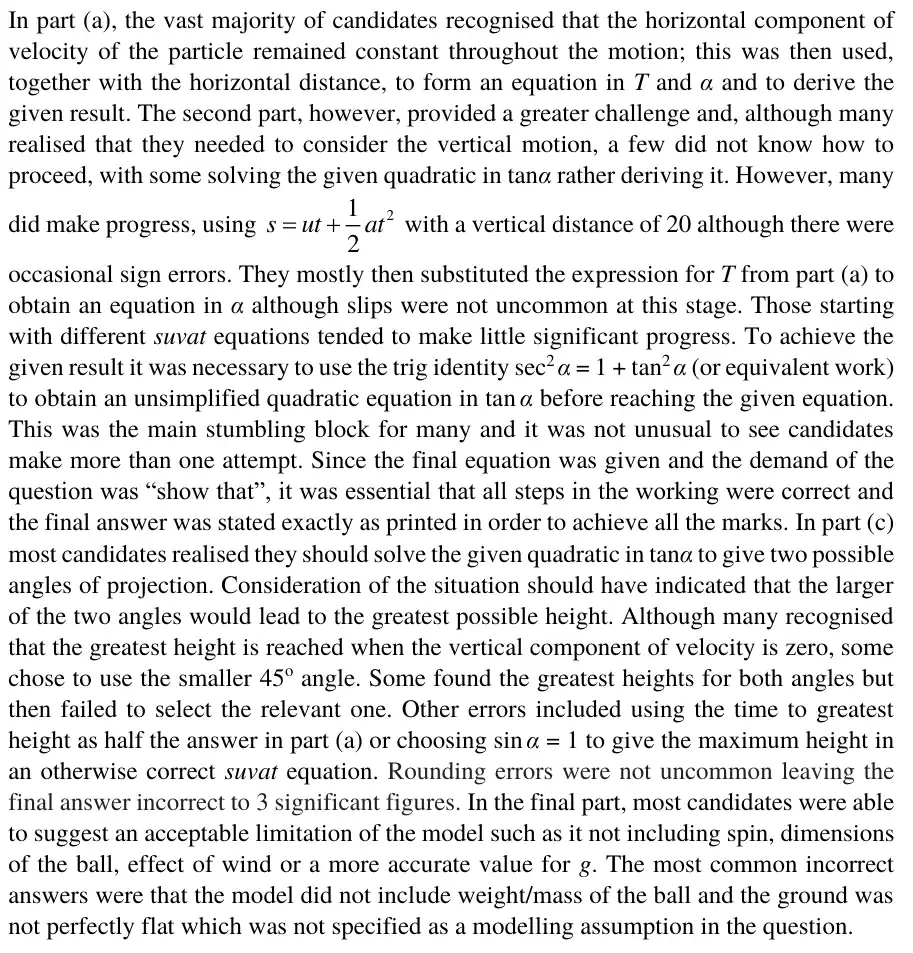 In part (a), the vast majority of candidates recognised that the horizontal component of
velocity of the particle remained constant throughout the motion; this was then used,
together with the horizontal distance, to form an equation in T and α and to derive the
given result. The second part, however, provided a greater challenge and, although many
realised that they needed to consider the vertical motion, a few did not know how to
proceed, with some solving the given quadratic in tanα rather deriving it. However, many
did make progress, using s = ut + 1/2 at² with a vertical distance of 20 although there were
occasional sign errors. They mostly then substituted the expression for T from part (a) to
obtain an equation in α although slips were not uncommon at this stage. Those starting
with different suvat equations tended to make little significant progress. To achieve the
given result it was necessary to use the trig identity sec² α = 1 + tan² α (or equivalent work)
to obtain an unsimplified quadratic equation in tan α before reaching the given equation.
This was the main stumbling block for many and it was not unusual to see candidates
make more than one attempt. Since the final equation was given and the demand of the
question was “show that”, it was essential that all steps in the working were correct and
the final answer was stated exactly as printed in order to achieve all the marks. In part (c)
most candidates realised they should solve the given quadratic in tanα to give two possible
angles of projection. Consideration of the situation should have indicated that the larger
of the two angles would lead to the greatest possible height. Although many recognised
that the greatest height is reached when the vertical component of velocity is zero, some
chose to use the smaller 45° angle. Some found the greatest heights for both angles but
then failed to select the relevant one. Other errors included using the time to greatest
height as half the answer in part (a) or choosing sin α = 1 to give the maximum height in
an otherwise correct suvat equation. Rounding errors were not uncommon leaving the
final answer incorrect to 3 significant figures. In the final part, most candidates were able
to suggest an acceptable limitation of the model such as it not including spin, dimensions
of the ball, effect of wind or a more accurate value for g. The most common incorrect
answers were that the model did not include weight/mass of the ball and the ground was
not perfectly flat which was not specified as a modelling assumption in the question.